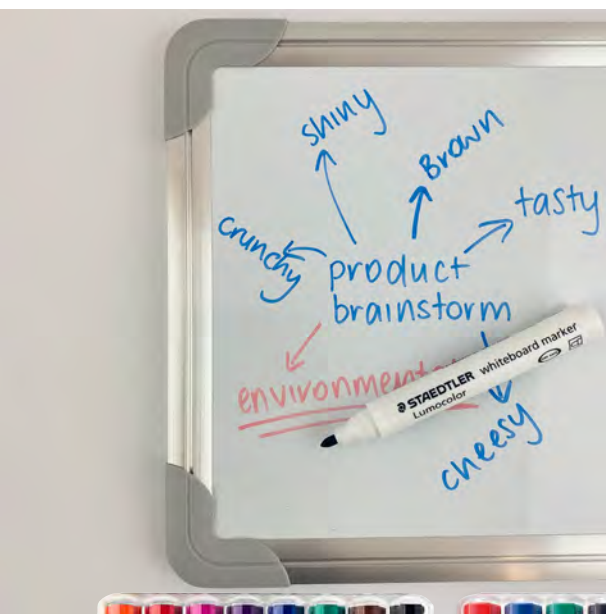 shiny
Brown
tasty
crunchy
product
brainstorm
STAEDTLER whiteboard marker
Lumocolor
cheesy